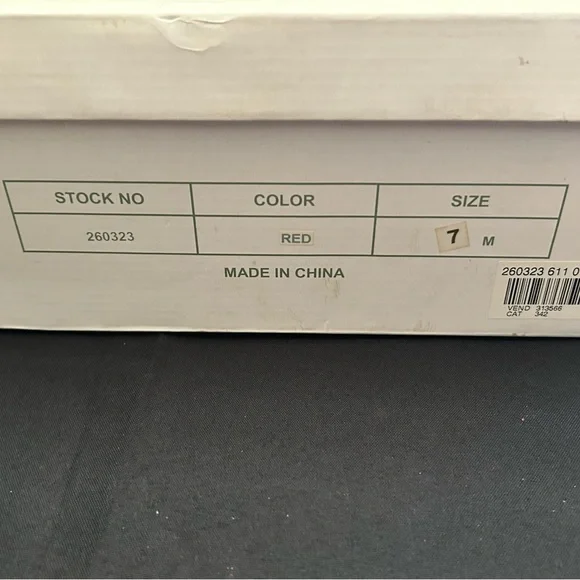 STOCK NO COLOR SIZE
260323 RED 7 M
MADE IN CHINA
260323 611 0
VEND 313566
CAT 342